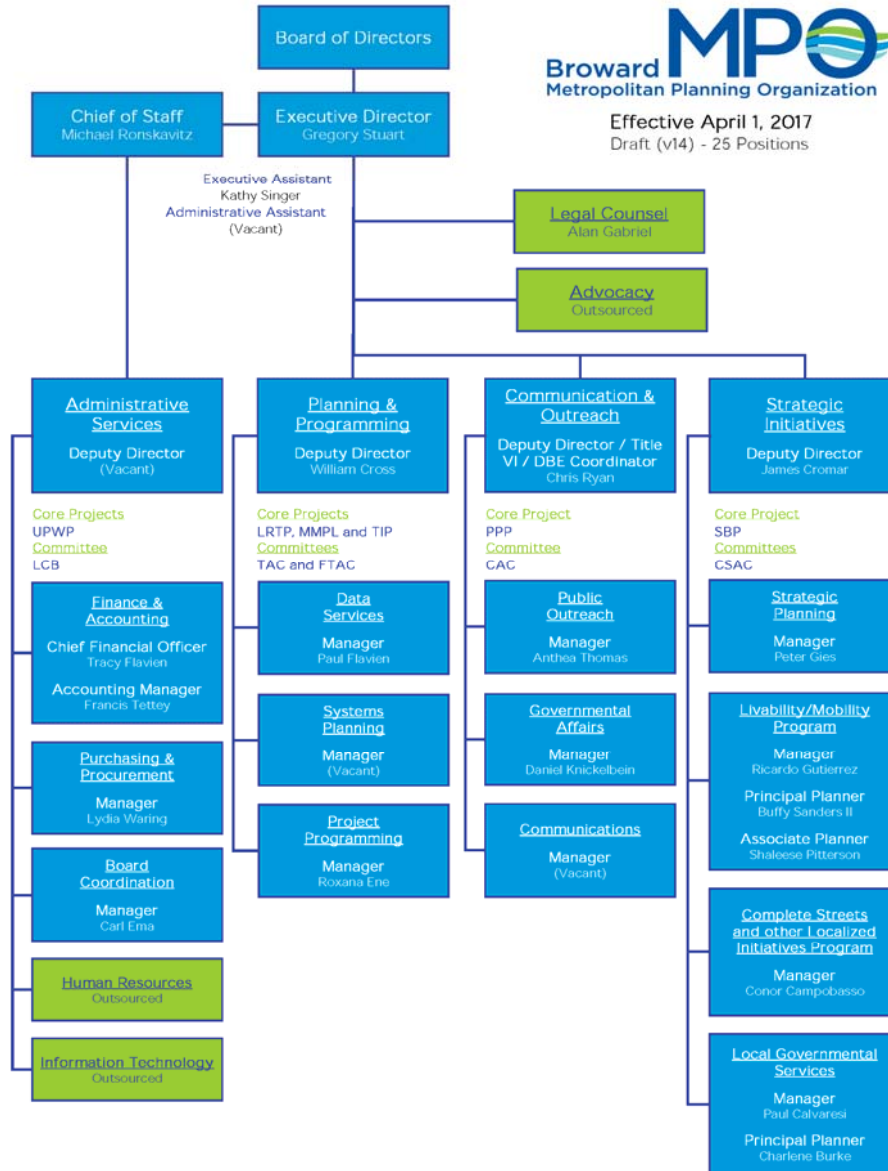 Board of Directors
Broward MPO
Metropolitan Planning Organization
Effective April 1, 2017
Draft (v14) - 25 Positions
Chief of Staff
Michael Ronskavitz
Executive Director
Gregory Stuart
Executive Assistant
Kathy Singer
Administrative Assistant
(Vacant)
Legal Counsel
Alan Gabriel
Advocacy
Outsourced
Administrative
Services
Deputy Director
(Vacant)
Core Projects
UPWP
Committee
LCB
Finance &
Accounting
Chief Financial Officer
Tracy Flavien
Accounting Manager
Francis Tettey
Purchasing &
Procurement
Manager
Lydia Waring
Board
Coordination
Manager
Carl Ema
Human Resources
Outsourced
Information Technology
Outsourced
Planning &
Programming
Deputy Director
William Cross
Core Projects
LRTP, MMPL and TIP
Committees
TAC and FTAC
Data
Services
Manager
Paul Flavien
Systems
Planning
Manager
(Vacant)
Project
Programming
Manager
Roxana Ene
Communication &
Outreach
Deputy Director / Title
VI / DBE Coordinator
Chris Ryan
Core Project
PPP
Committee
CAC
Public
Outreach
Manager
Anthea Thomas
Governmental
Affairs
Manager
Daniel Knickelbein
Communications
Manager
(Vacant)
Strategic
Initiatives
Deputy Director
James Cromar
Core Project
SBP
Committees
CSAC
Strategic
Planning
Manager
Peter Gies
Livability/Mobility
Program
Manager
Ricardo Gutierrez
Principal Planner
Buffy Sanders II
Associate Planner
Shaleese Pitterson
Complete Streets
and other Localized
Initiatives Program
Manager
Conor Campobasso
Local Governmental
Services
Manager
Paul Calvaresi
Principal Planner
Charlene Burke